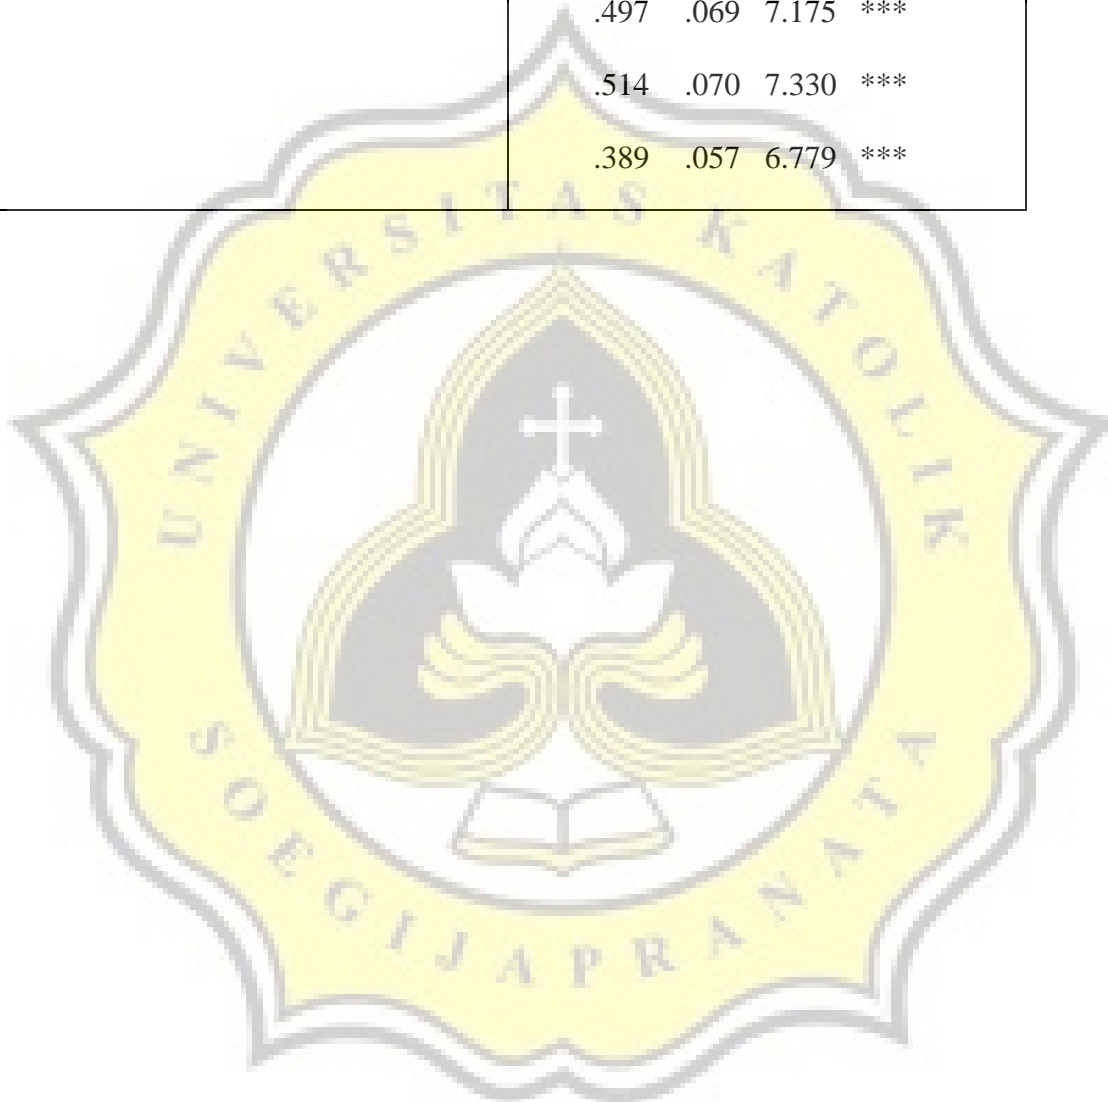 .497 .069 7.175 ***
.514 .070 7.330 ***
.389 .057 6.779 ***
UNIVERSITAS KATOLIK
SOEGIJAPRANATA